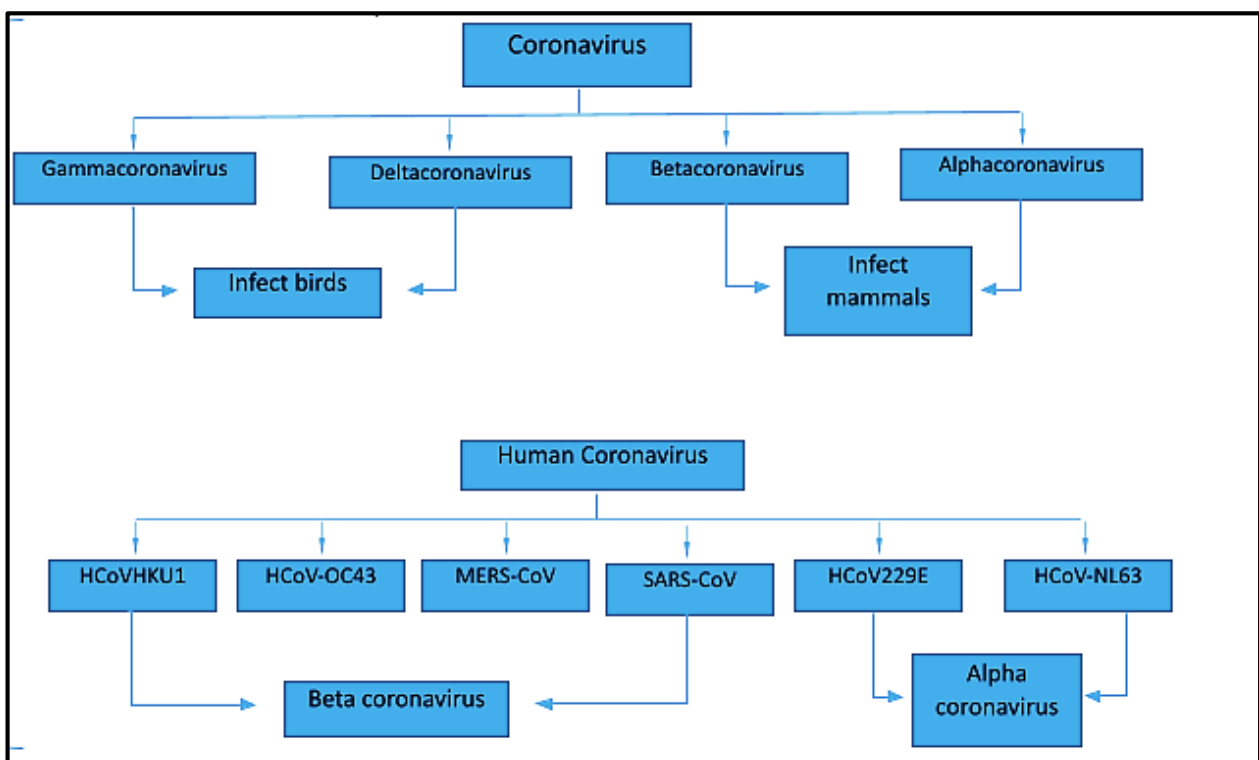 Coronavirus
Gammacoronavirus
Deltacoronavirus
Betacoronavirus
Alphacoronavirus
Infect birds
Infect
mammals
Human Coronavirus
HCoVHKU1
HCoV-OC43
MERS-CoV
SARS-CoV
HCoV229E
HCoV-NL63
Beta coronavirus
Alpha
coronavirus